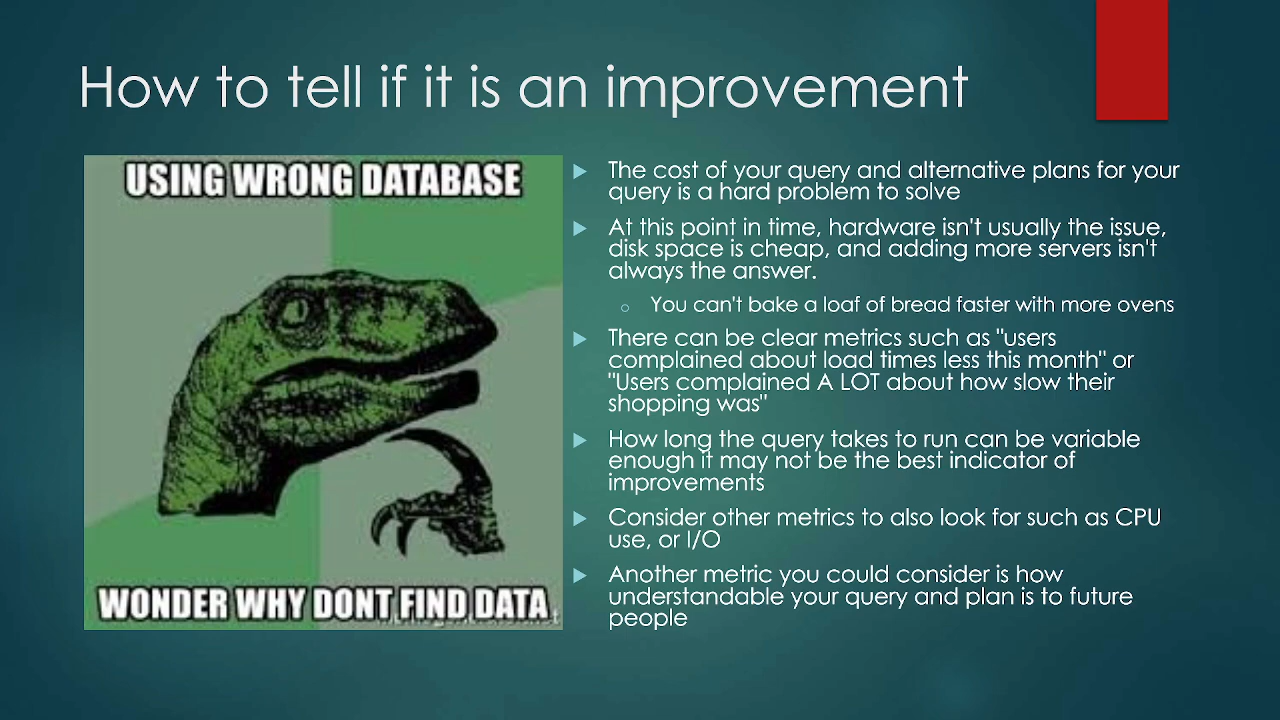 How to tell if it is an improvement
USING WRONG DATABASE
WONDER WHY DONT FIND DATA
The cost of your query and alternative plans for your
query is a hard problem to solve
At this point in time, hardware isn't usually the issue,
disk space is cheap, and adding more servers isn't
always the answer.
You can't bake a loaf of bread faster with more ovens
There can be clear metrics such as "users
complained about load times less this month" or
"Users complained A LOT about how slow their
shopping was"
How long the query takes to run can be variable
enough it may not be the best indicator of
improvements
Consider other metrics to also look for such as CPU
use, or I/O
Another metric you could consider is how
understandable your query and plan is to future
people